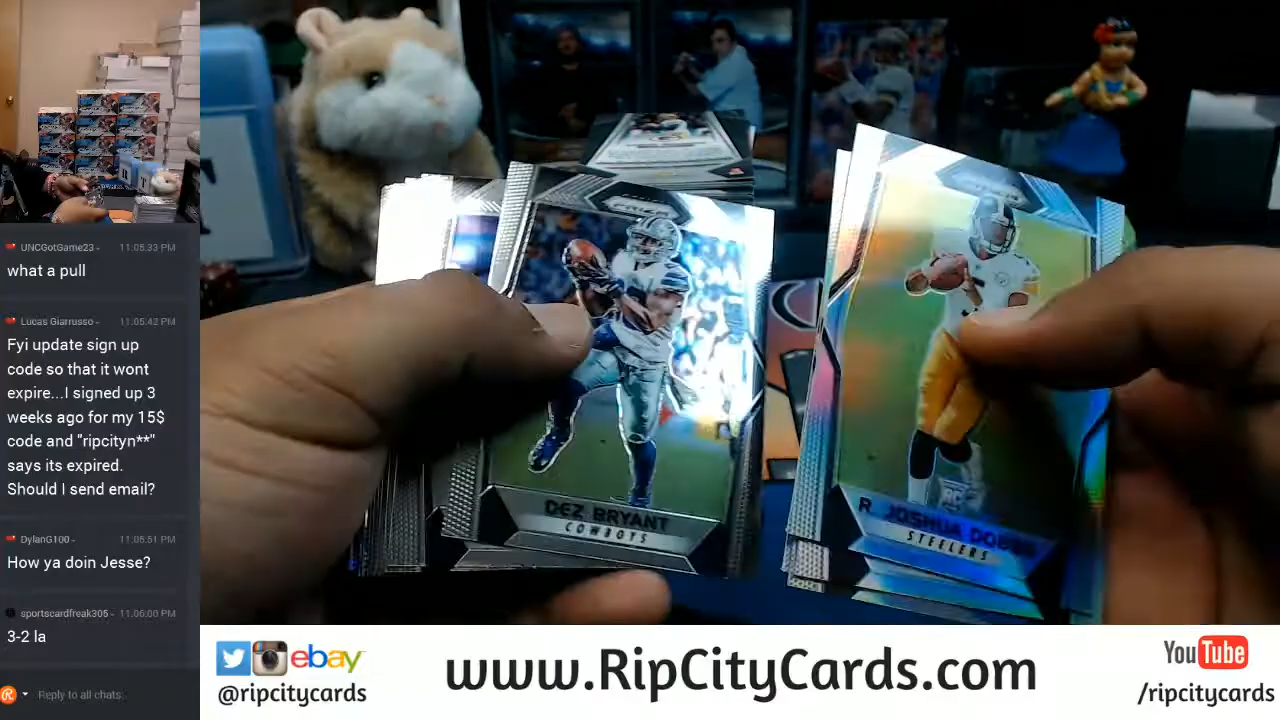 UNCGotGame23 - 11:05:33 PM
what a pull
Lucas Giarrusso - 11:05:42 PM
Fyi update sign up
code so that it wont
expire...I signed up 3
weeks ago for my 15$
code and "ripcityn**"
says its expired.
Should I send email?
DylanG100 - 11:05:51 PM
How ya doin Jesse?
sportscardfreak305 - 11:06:00 PM
3-2 la
Reply to all chats.
PRIZM
DEZ BRYANT
COWBOYS
R. JOSHUA DOBBS
STEELERS
RC
ebay
@ripcitycards
www.RipCityCards.com
YouTube
/ripcitycards